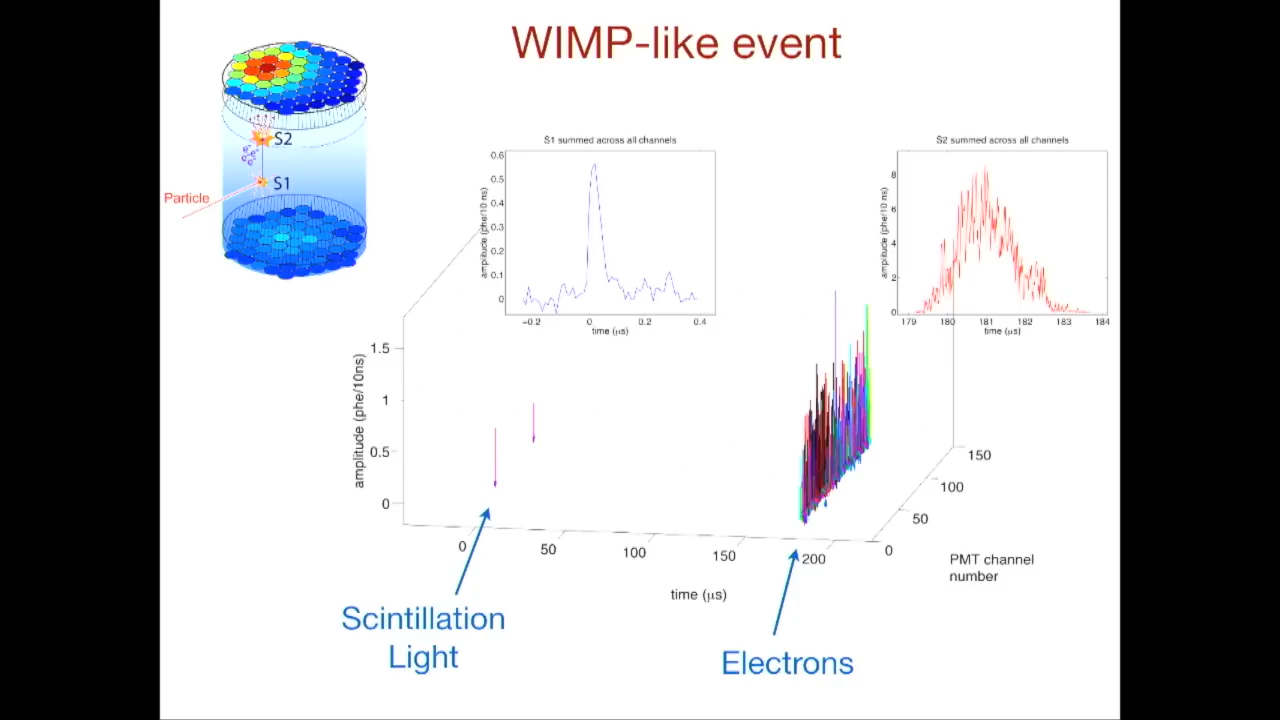 WIMP-like event
S2
e
S1
Particle
S1 summed across all channels
amplitude (phe/10 ns)
0.6
0.5
0.4
0.3
0.2
0.1
0
−0.2
0
0.2
0.4
time (μs)
S2 summed across all channels
amplitude (phe/10 ns)
8
6
4
2
0
179
180
181
182
183
184
time (μs)
amplitude (phe/10ns)
1.5
1
0.5
0
0
50
100
150
200
time (μs)
0
50
100
150
PMT channel
number
Scintillation
Light
Electrons